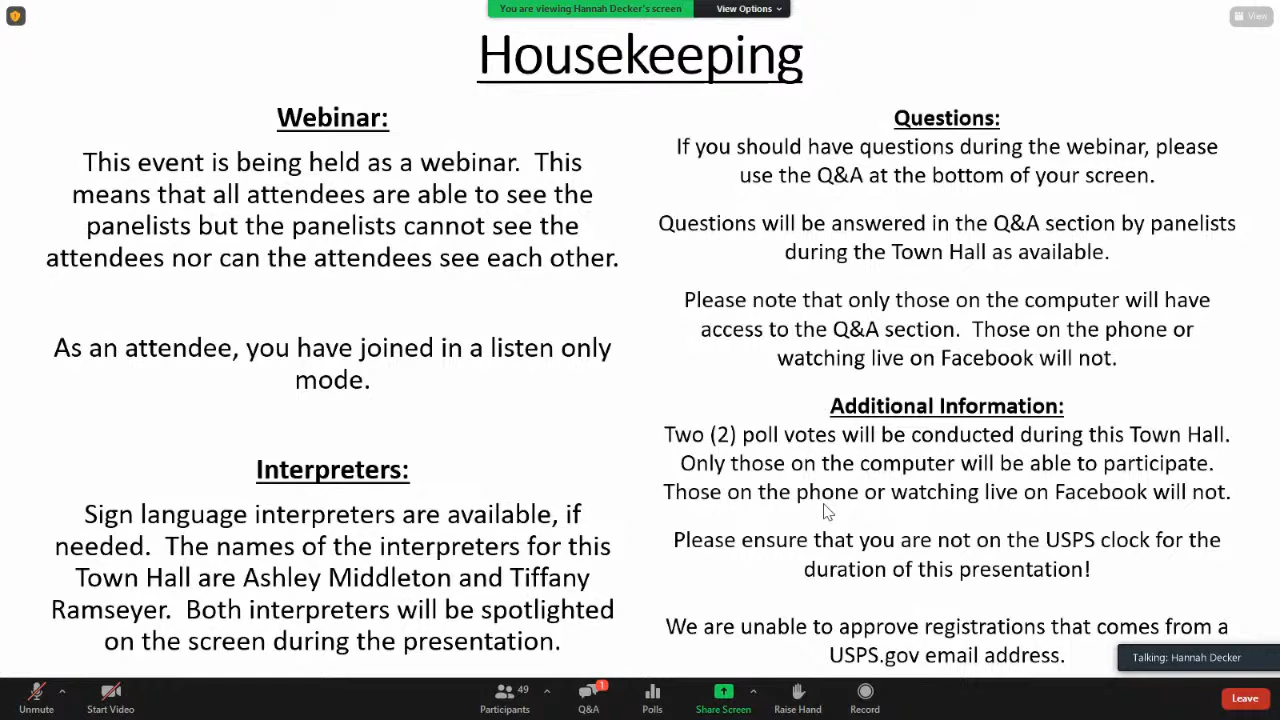 You are viewing Hannah Decker's screen
View Options
View
Housekeeping
Webinar:
This event is being held as a webinar.  This
means that all attendees are able to see the
panelists but the panelists cannot see the
attendees nor can the attendees see each other.
As an attendee, you have joined in a listen only
mode.
Interpreters:
Sign language interpreters are available, if
needed.  The names of the interpreters for this
Town Hall are Ashley Middleton and Tiffany
Ramseyer.  Both interpreters will be spotlighted
on the screen during the presentation.
Questions:
If you should have questions during the webinar, please
use the Q&A at the bottom of your screen.
Questions will be answered in the Q&A section by panelists
during the Town Hall as available.
Please note that only those on the computer will have
access to the Q&A section.  Those on the phone or
watching live on Facebook will not.
Additional Information:
Two (2) poll votes will be conducted during this Town Hall.
Only those on the computer will be able to participate.
Those on the phone or watching live on Facebook will not.
Please ensure that you are not on the USPS clock for the
duration of this presentation!
We are unable to approve registrations that comes from a
USPS.gov email address.
Talking: Hannah Decker
Unmute
Start Video
49
Participants
1
Q&A
Polls
Share Screen
Raise Hand
Record
Leave